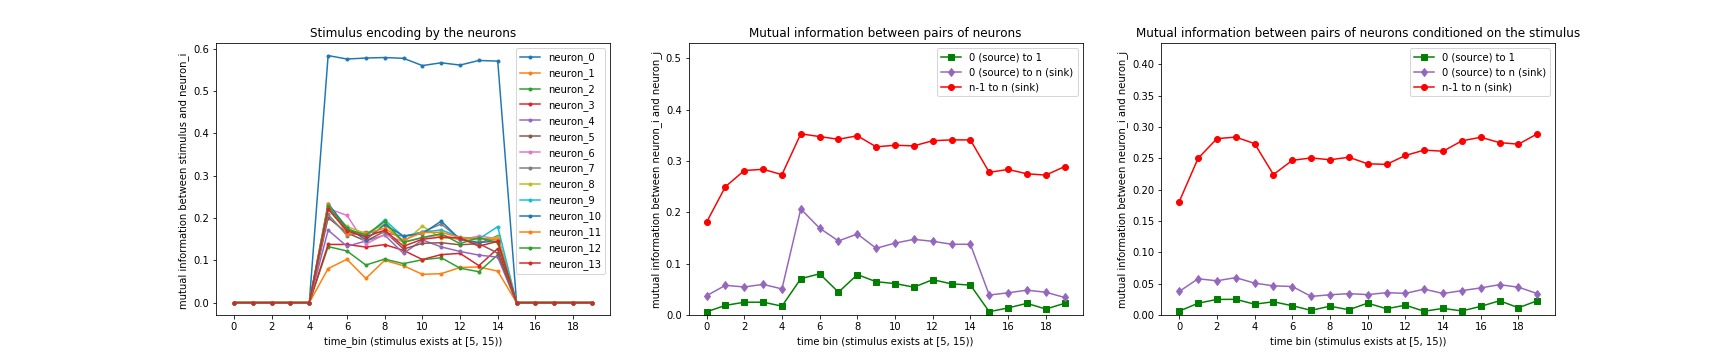 Stimulus encoding by the neurons
mutual information between stimulus and neuron_i
0.6
0.5
0.4
0.3
0.2
0.1
0.0
neuron_0
neuron_1
neuron_2
neuron_3
neuron_4
neuron_5
neuron_6
neuron_7
neuron_8
neuron_9
neuron_10
neuron_11
neuron_12
neuron_13
0 2 4 6 8 10 12 14 16 18
time_bin (stimulus exists at [5, 15))
Mutual information between pairs of neurons
mutual information between neuron_i and neuron_j
0.5
0.4
0.3
0.2
0.1
0.0
0 (source) to 1
0 (source) to n (sink)
n-1 to n (sink)
0 2 4 6 8 10 12 14 16 18
time bin (stimulus exists at [5, 15))
Mutual information between pairs of neurons conditioned on the stimulus
mutual information between neuron_i and neuron_j
0.40
0.35
0.30
0.25
0.20
0.15
0.10
0.05
0.00
0 (source) to 1
0 (source) to n (sink)
n-1 to n (sink)
0 2 4 6 8 10 12 14 16 18
time bin (stimulus exists at [5, 15))